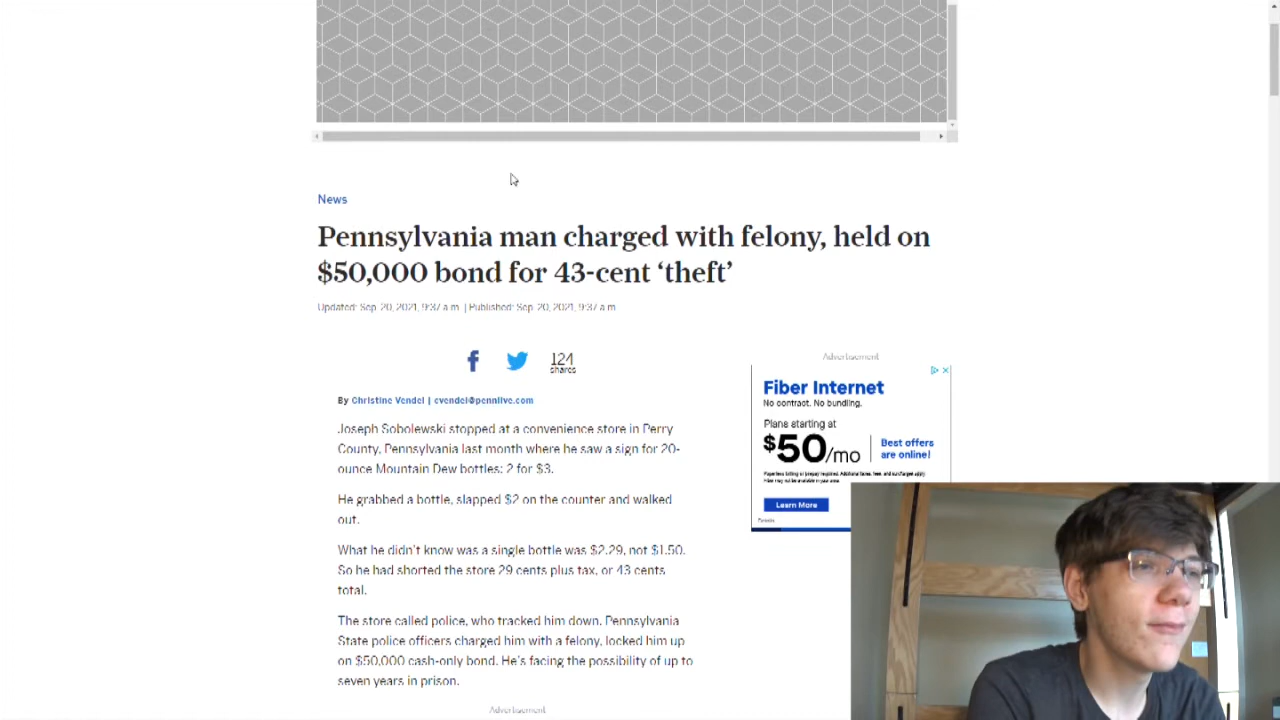 News
Pennsylvania man charged with felony, held on
$50,000 bond for 43-cent ‘theft’
Updated: Sep. 20, 2021, 9:37 a.m. | Published: Sep. 20, 2021, 9:37 a.m.
124
shares
By Christine Vendel | cvendel@pennlive.com
Joseph Sobolewski stopped at a convenience store in Perry
County, Pennsylvania last month where he saw a sign for 20-
ounce Mountain Dew bottles: 2 for $3.
He grabbed a bottle, slapped $2 on the counter and walked
out.
What he didn’t know was a single bottle was $2.29, not $1.50.
So he had shorted the store 29 cents plus tax, or 43 cents
total.
The store called police, who tracked him down. Pennsylvania
State police officers charged him with a felony, locked him up
on $50,000 cash-only bond. He’s facing the possibility of up to
seven years in prison.
Advertisement
Advertisement
Fiber Internet
No contract. No bundling.
Plans starting at
$50/mo
Best offers
are online!
Learn More